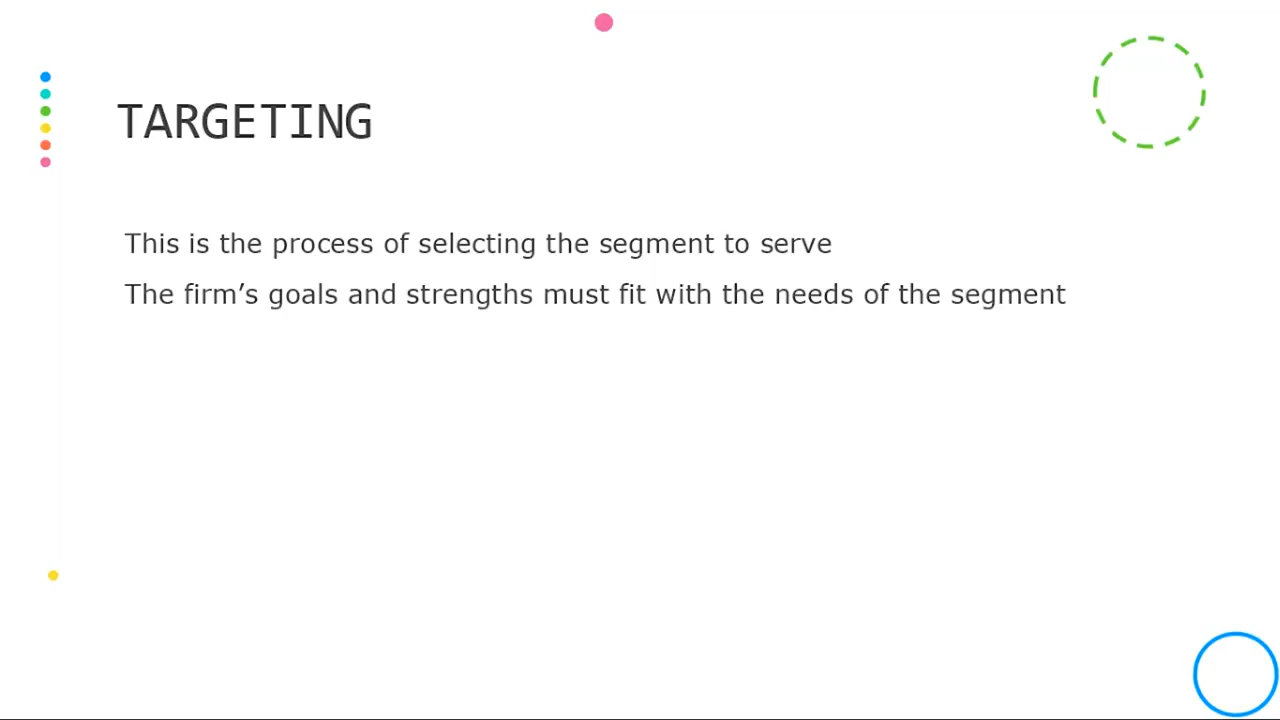 TARGETING
This is the process of selecting the segment to serve
The firm’s goals and strengths must fit with the needs of the segment